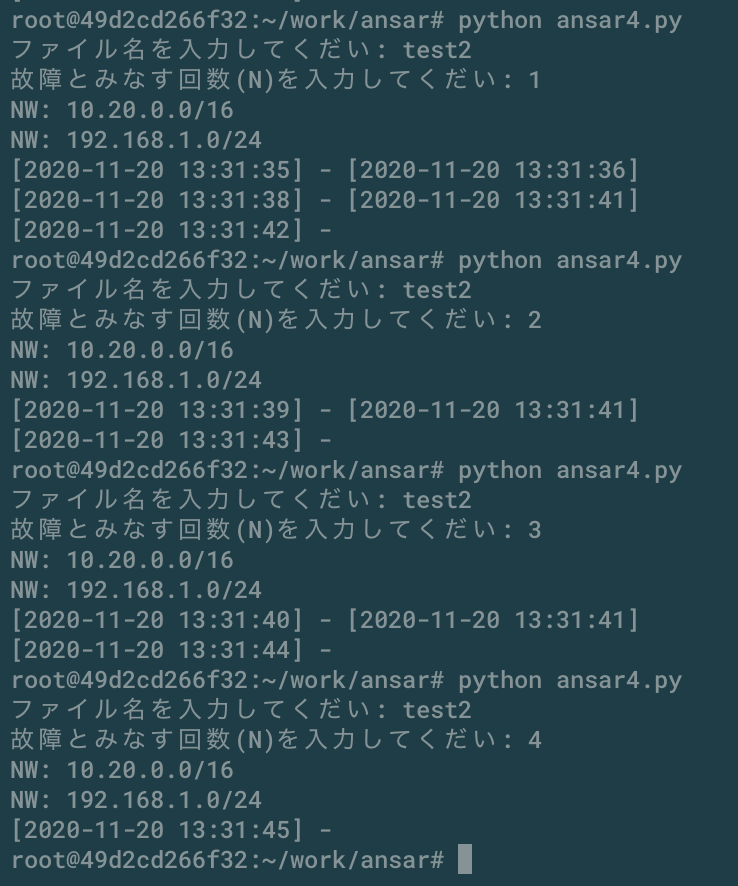 root@49d2cd266f32:~/work/ansar# python ansar4.py
ファイル名を入力してくだい: test2
故障とみなす回数(N)を入力してくだい: 1
NW: 10.20.0.0/16
NW: 192.168.1.0/24
[2020-11-20 13:31:35] - [2020-11-20 13:31:36]
[2020-11-20 13:31:38] - [2020-11-20 13:31:41]
[2020-11-20 13:31:42] -
root@49d2cd266f32:~/work/ansar# python ansar4.py
ファイル名を入力してくだい: test2
故障とみなす回数(N)を入力してくだい: 2
NW: 10.20.0.0/16
NW: 192.168.1.0/24
[2020-11-20 13:31:39] - [2020-11-20 13:31:41]
[2020-11-20 13:31:43] -
root@49d2cd266f32:~/work/ansar# python ansar4.py
ファイル名を入力してくだい: test2
故障とみなす回数(N)を入力してくだい: 3
NW: 10.20.0.0/16
NW: 192.168.1.0/24
[2020-11-20 13:31:40] - [2020-11-20 13:31:41]
[2020-11-20 13:31:44] -
root@49d2cd266f32:~/work/ansar# python ansar4.py
ファイル名を入力してくだい: test2
故障とみなす回数(N)を入力してくだい: 4
NW: 10.20.0.0/16
NW: 192.168.1.0/24
[2020-11-20 13:31:45] -
root@49d2cd266f32:~/work/ansar#